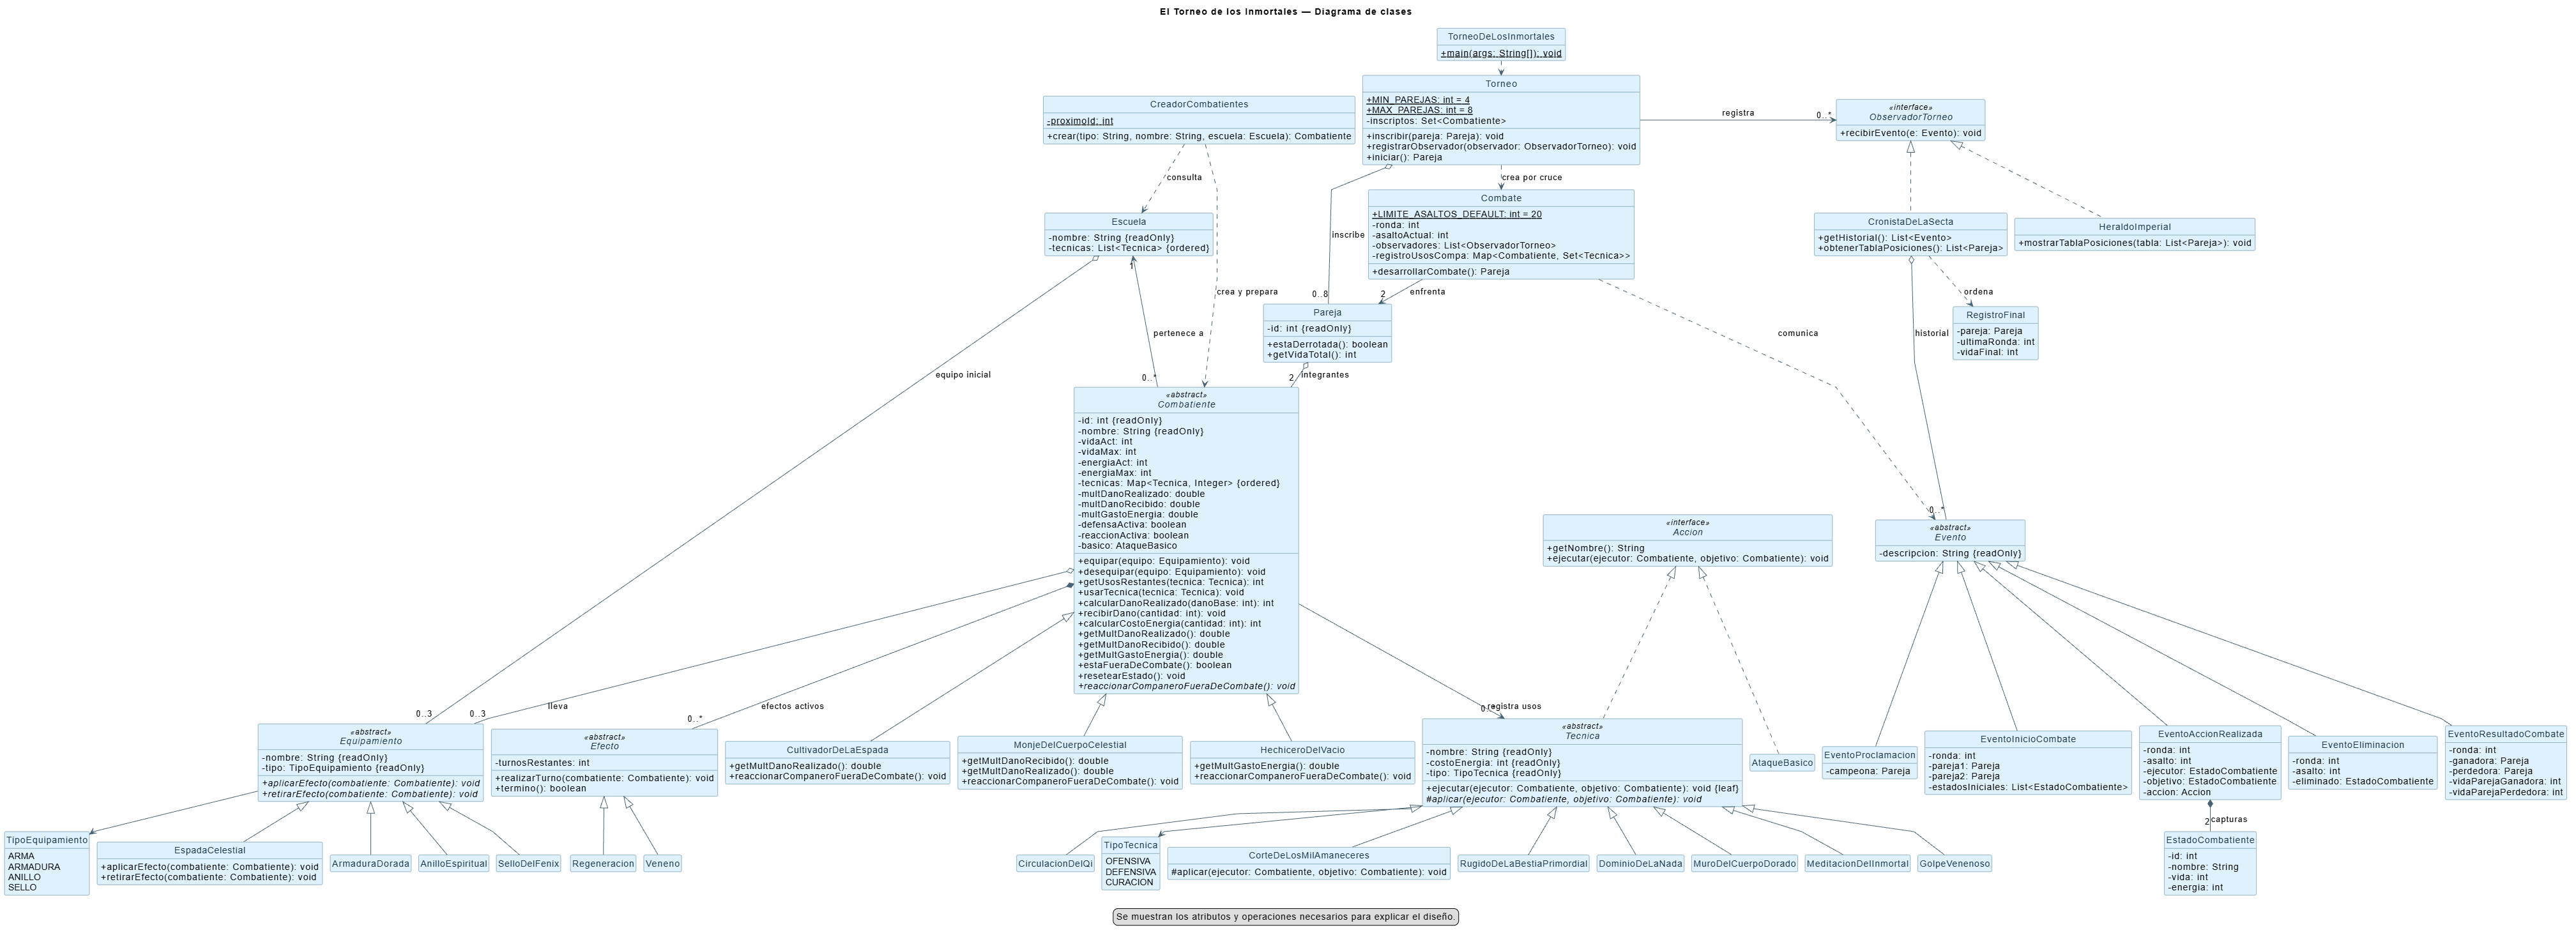 El Torneo de los Inmortales — Diagrama de clases
TorneoDeLosInmortales
+main(args: String[]): void
Torneo
+MIN_PAREJAS: int = 4
+MAX_PAREJAS: int = 8
-inscriptos: Set<Combatiente>
+inscribir(pareja: Pareja): void
+registrarObservador(observador: ObservadorTorneo): void
+iniciar(): Pareja
registra
0..*
«interface»
ObservadorTorneo
+recibirEvento(e: Evento): void
CreadorCombatientes
-proximoId: int
+crear(tipo: String, nombre: String, escuela: Escuela): Combatiente
consulta
crea por cruce
Combate
+LIMITE_ASALTOS_DEFAULT: int = 20
-ronda: int
-asaltoActual: int
-observadores: List<ObservadorTorneo>
-registroUsosCompa: Map<Combatiente, Set<Tecnica>>
+desarrollarCombate(): Pareja
Escuela
-nombre: String {readOnly}
-tecnicas: List<Tecnica> {ordered}
inscribe
CronistaDeLaSecta
+getHistorial(): List<Evento>
+obtenerTablaPosiciones(): List<Pareja>
HeraldoImperial
+mostrarTablaPosiciones(tabla: List<Pareja>): void
1
crea y prepara
0..8
2
enfrenta
ordena
Pareja
-id: int {readOnly}
+estaDerrotada(): boolean
+getVidaTotal(): int
RegistroFinal
-pareja: Pareja
-ultimaRonda: int
-vidaFinal: int
pertenece a
comunica
historial
equipo inicial
0..*
2
integrantes
«abstract»
Combatiente
-id: int {readOnly}
-nombre: String {readOnly}
-vidaAct: int
-vidaMax: int
-energiaAct: int
-energiaMax: int
-tecnicas: Map<Tecnica, Integer> {ordered}
-multDanoRealizado: double
-multDanoRecibido: double
-multGastoEnergia: double
-defensaActiva: boolean
-reaccionActiva: boolean
-basico: AtaqueBasico
+equipar(equipo: Equipamiento): void
+desequipar(equipo: Equipamiento): void
+getUsosRestantes(tecnica: Tecnica): int
+usarTecnica(tecnica: Tecnica): void
+calcularDanoRealizado(danoBase: int): int
+recibirDano(cantidad: int): void
+calcularCostoEnergia(cantidad: int): int
+getMultDanoRealizado(): double
+getMultDanoRecibido(): double
+getMultGastoEnergia(): double
+estaFueraDeCombate(): boolean
+resetearEstado(): void
+reaccionarCompaneroFueraDeCombate(): void
«interface»
Accion
+getNombre(): String
+ejecutar(ejecutor: Combatiente, objetivo: Combatiente): void
0..*
«abstract»
Evento
-descripcion: String {readOnly}
0..3
0..3
lleva
0..*
efectos activos
0..*
registra usos
«abstract»
Equipamiento
-nombre: String {readOnly}
-tipo: TipoEquipamiento {readOnly}
+aplicarEfecto(combatiente: Combatiente): void
+retirarEfecto(combatiente: Combatiente): void
«abstract»
Efecto
-turnosRestantes: int
+realizarTurno(combatiente: Combatiente): void
+termino(): boolean
CultivadorDeLaEspada
+getMultDanoRealizado(): double
+reaccionarCompaneroFueraDeCombate(): void
MonjeDelCuerpoCelestial
+getMultDanoRecibido(): double
+getMultDanoRealizado(): double
+reaccionarCompaneroFueraDeCombate(): void
HechiceroDelVacio
+getMultGastoEnergia(): double
+reaccionarCompaneroFueraDeCombate(): void
«abstract»
Tecnica
-nombre: String {readOnly}
-costoEnergia: int {readOnly}
-tipo: TipoTecnica {readOnly}
+ejecutar(ejecutor: Combatiente, objetivo: Combatiente): void {leaf}
#aplicar(ejecutor: Combatiente, objetivo: Combatiente): void
AtaqueBasico
EventoProclamacion
-campeona: Pareja
EventoInicioCombate
-ronda: int
-pareja1: Pareja
-pareja2: Pareja
-estadosIniciales: List<EstadoCombatiente>
EventoAccionRealizada
-ronda: int
-asalto: int
-ejecutor: EstadoCombatiente
-objetivo: EstadoCombatiente
-accion: Accion
EventoEliminacion
-ronda: int
-asalto: int
-eliminado: EstadoCombatiente
EventoResultadoCombate
-ronda: int
-ganadora: Pareja
-perdedora: Pareja
-vidaParejaGanadora: int
-vidaParejaPerdedora: int
2
capturas
TipoEquipamiento
ARMA
ARMADURA
ANILLO
SELLO
EspadaCelestial
+aplicarEfecto(combatiente: Combatiente): void
+retirarEfecto(combatiente: Combatiente): void
ArmaduraDorada
AnilloEspiritual
SelloDelFenix
Regeneracion
Veneno
CirculacionDelQi
TipoTecnica
OFENSIVA
DEFENSIVA
CURACION
CorteDeLosMilAmaneceres
#aplicar(ejecutor: Combatiente, objetivo: Combatiente): void
RugidoDeLaBestiaPrimordial
DominioDeLaNada
MuroDelCuerpoDorado
MeditacionDelInmortal
GolpeVenenoso
EstadoCombatiente
-id: int
-nombre: String
-vida: int
-energia: int
Se muestran los atributos y operaciones necesarios para explicar el diseño.